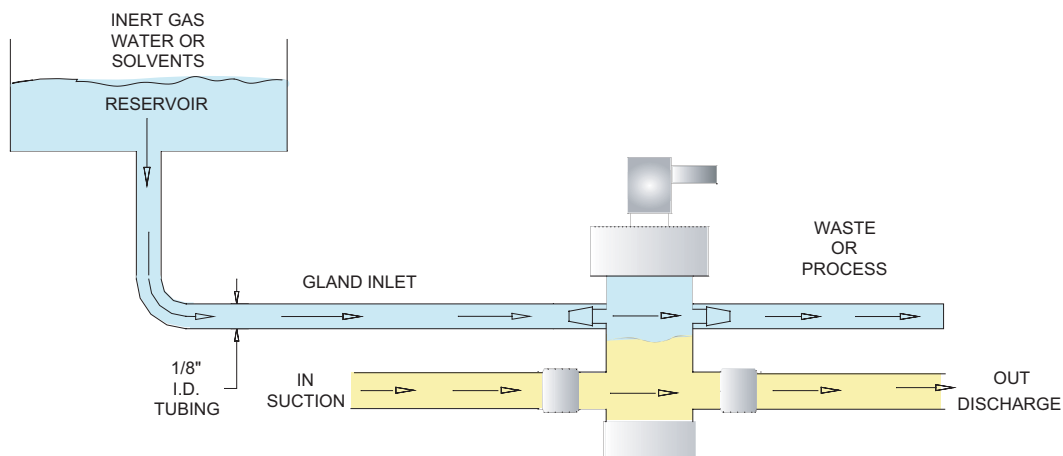 INERT GAS
WATER OR
SOLVENTS
RESERVOIR
GLAND INLET
WASTE
OR
PROCESS
1/8"
I.D.
TUBING
IN
SUCTION
OUT
DISCHARGE